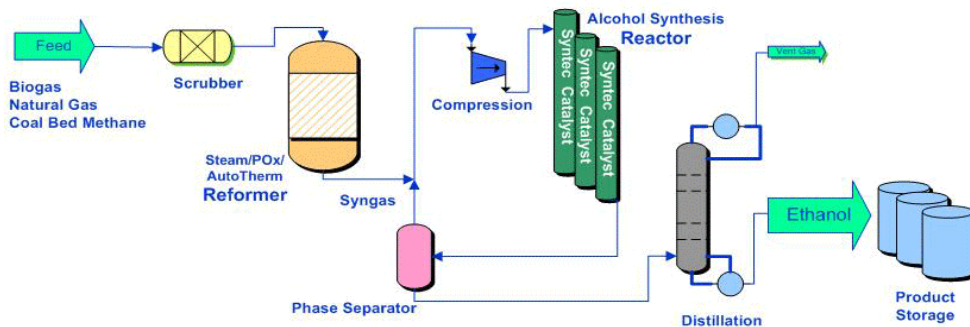 Feed
Biogas
Natural Gas
Coal Bed Methane
Scrubber
Steam/POx/
AutoTherm
Reformer
Syngas
Compression
Alcohol Synthesis
Reactor
Syntec Catalyst
Syntec Catalyst
Syntec Catalyst
Phase Separator
Vent Gas
Distillation
Ethanol
Product
Storage